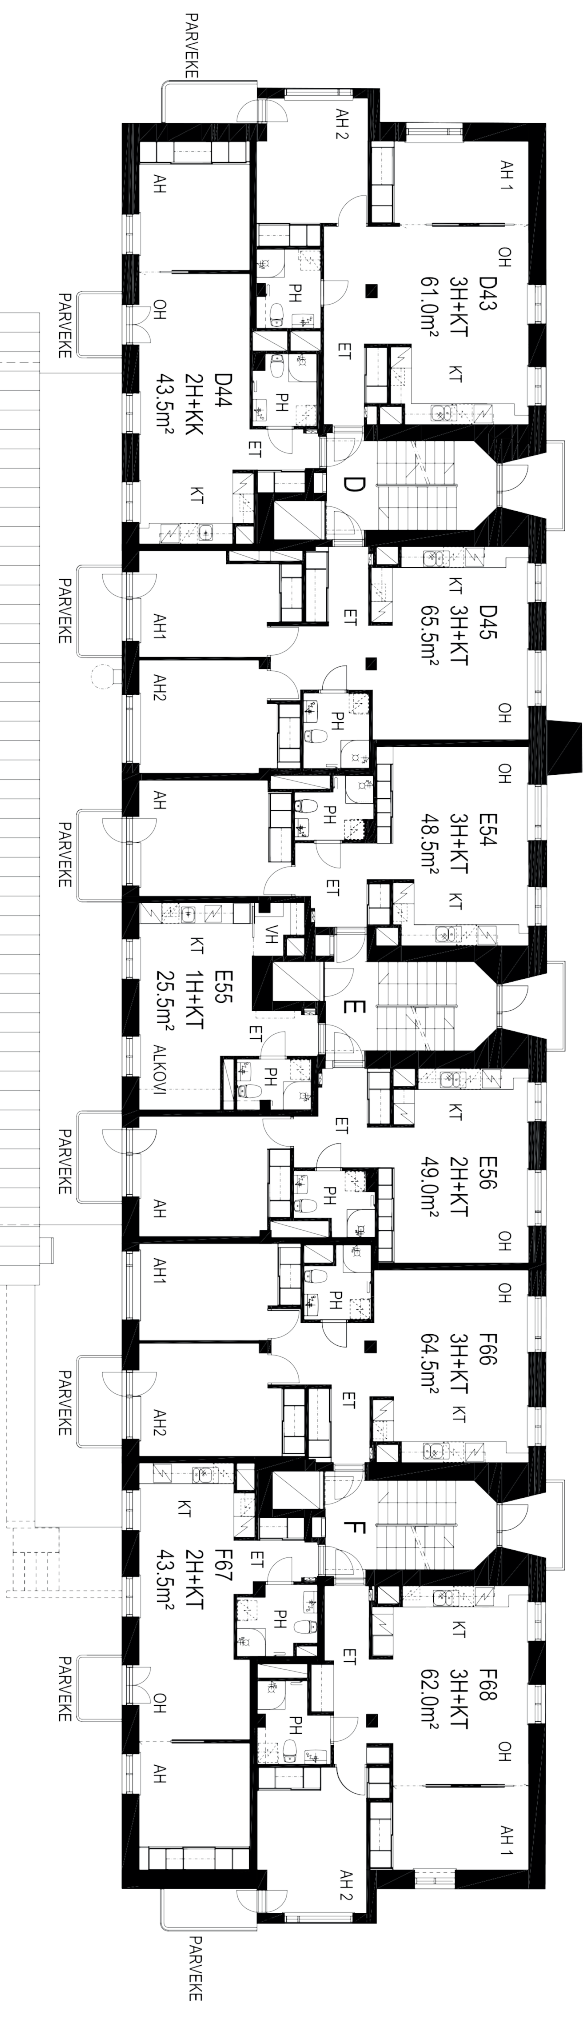 PARVEKE
AH 2
AH 1
AH
OH
D43
3H+KT
61.0m²
PH
PARVEKE
OH
ET
KT
D44
2H+KK
43.5m²
PH
ET
KT
D
PARVEKE
AH1
ET
KT
D45
3H+KT
65.5m²
AH2
PH
OH
OH
AH
PH
E54
3H+KT
48.5m²
PARVEKE
ET
KT
VH
KT
E55
1H+KT
25.5m²
E
ET
ALKOVI
PH
KT
ET
E56
2H+KT
49.0m²
PARVEKE
AH
PH
OH
AH1
PH
OH
F66
3H+KT
64.5m²
PARVEKE
AH2
ET
KT
KT
F
F67
2H+KT
43.5m²
ET
PH
ET
KT
F68
3H+KT
62.0m²
PARVEKE
OH
PH
OH
AH
AH 1
AH 2
PARVEKE